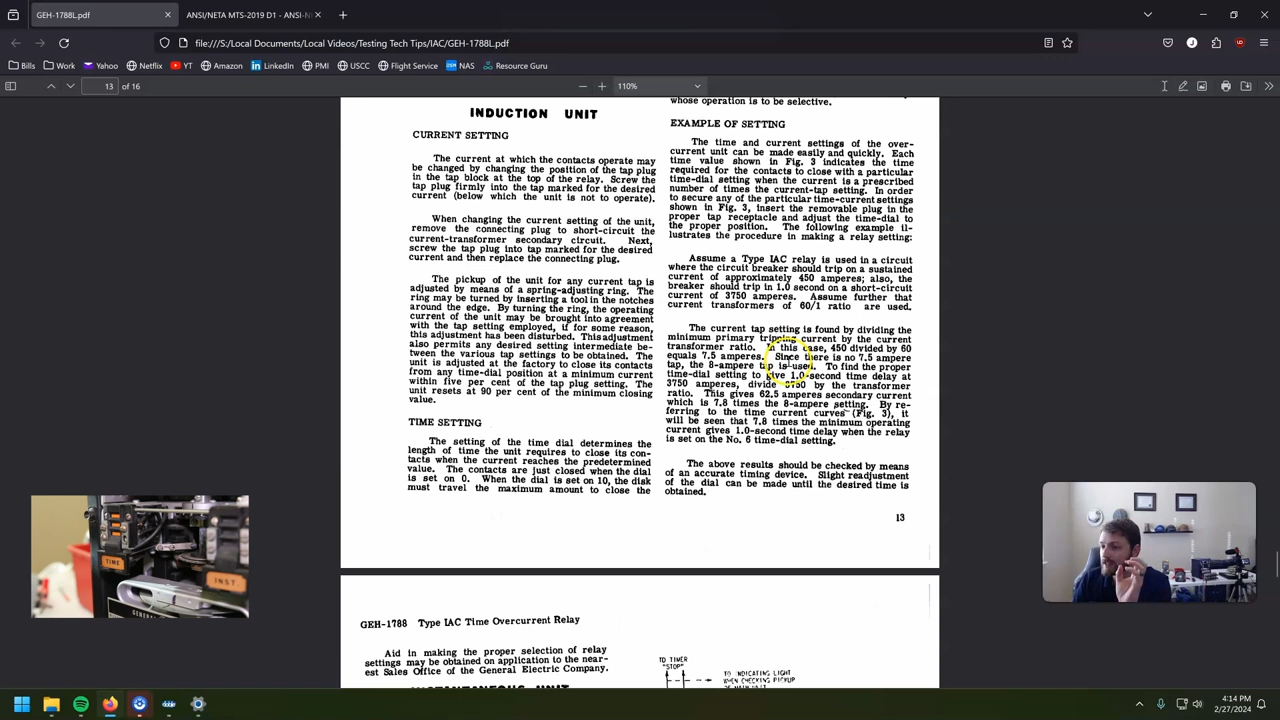 GEH-1788L.pdf
ANSI/NETA MTS-2019 D1 - ANSI-N
file:///S:/Local Documents/Local Videos/Testing Tech Tips/IAC/GEH-1788L.pdf
Bills Work Yahoo Netflix YT Amazon LinkedIn PMI USCC Flight Service NAS Resource Guru
13 of 16
110%
INDUCTION UNIT
CURRENT SETTING
The current at which the contacts operate may
be changed by changing the position of the tap plug
in the tap block at the top of the relay. Screw the
tap plug firmly into the tap marked for the desired
current (below which the unit is not to operate).
When changing the current setting of the unit,
remove the connecting plug to short-circuit the
current-transformer secondary circuit. Next,
screw the tap plug into tap marked for the desired
current and then replace the connecting plug.
The pickup of the unit for any current tap is
adjusted by means of a spring-adjusting ring. The
ring may be turned by inserting a tool in the notches
around the edge. By turning the ring, the operating
current of the unit may be brought into agreement
with the tap setting employed, if for some reason,
this adjustment has been disturbed. This adjustment
also permits any desired setting intermediate be-
tween the various tap settings to be obtained. The
unit is adjusted at the factory to close its contacts
from any time-dial position at a minimum current
within five per cent of the tap plug setting. The
unit resets at 90 per cent of the minimum closing
value.
TIME SETTING
The setting of the time dial determines the
length of time the unit requires to close its con-
tacts when the current reaches the predetermined
value. The contacts are just closed when the dial
is set on 0. When the dial is set on 10, the disk
must travel the maximum amount to close the
whose operation is to be selective.
EXAMPLE OF SETTING
The time and current settings of the over-
current unit can be made easily and quickly. Each
time value shown in Fig. 3 indicates the time
required for the contacts to close with a particular
time-dial setting when the current is a prescribed
number of times the current-tap setting. In order
to secure any of the particular time-current settings
shown in Fig. 3, insert the removable plug in the
proper tap receptacle and adjust the time-dial to
the proper position. The following example il-
lustrates the procedure in making a relay setting:
Assume a Type IAC relay is used in a circuit
where the circuit breaker should trip on a sustained
current of approximately 450 amperes; also, the
breaker should trip in 1.0 second on a short-circuit
current of 3750 amperes. Assume further that
current transformers of 60/1 ratio are used.
The current tap setting is found by dividing the
minimum primary tripping current by the current
transformer ratio. In this case, 450 divided by 60
equals 7.5 amperes. Since there is no 7.5 ampere
tap, the 8-ampere tap is used. To find the proper
time-dial setting to give 1.0-second time delay at
3750 amperes, divide 3750 by the transformer
ratio. This gives 62.5 amperes secondary current
which is 7.8 times the 8-ampere setting. By re-
ferring to the time current curves (Fig. 3), it
will be seen that 7.8 times the minimum operating
current gives 1.0-second time delay when the relay
is set on the No. 6 time-dial setting.
The above results should be checked by means
of an accurate timing device. Slight readjustment
of the dial can be made until the desired time is
obtained.
13
GEH-1788 Type IAC Time Overcurrent Relay
Aid in making the proper selection of relay
settings may be obtained on application to the near-
est Sales Office of the General Electric Company.
INSTANTANEOUS UNIT
TO TIMER
"STOP"
TO INDICATING LIGHT
WHEN CHECKING PICKUP
TIME
INST.
GENERAL
4:14 PM
2/27/2024